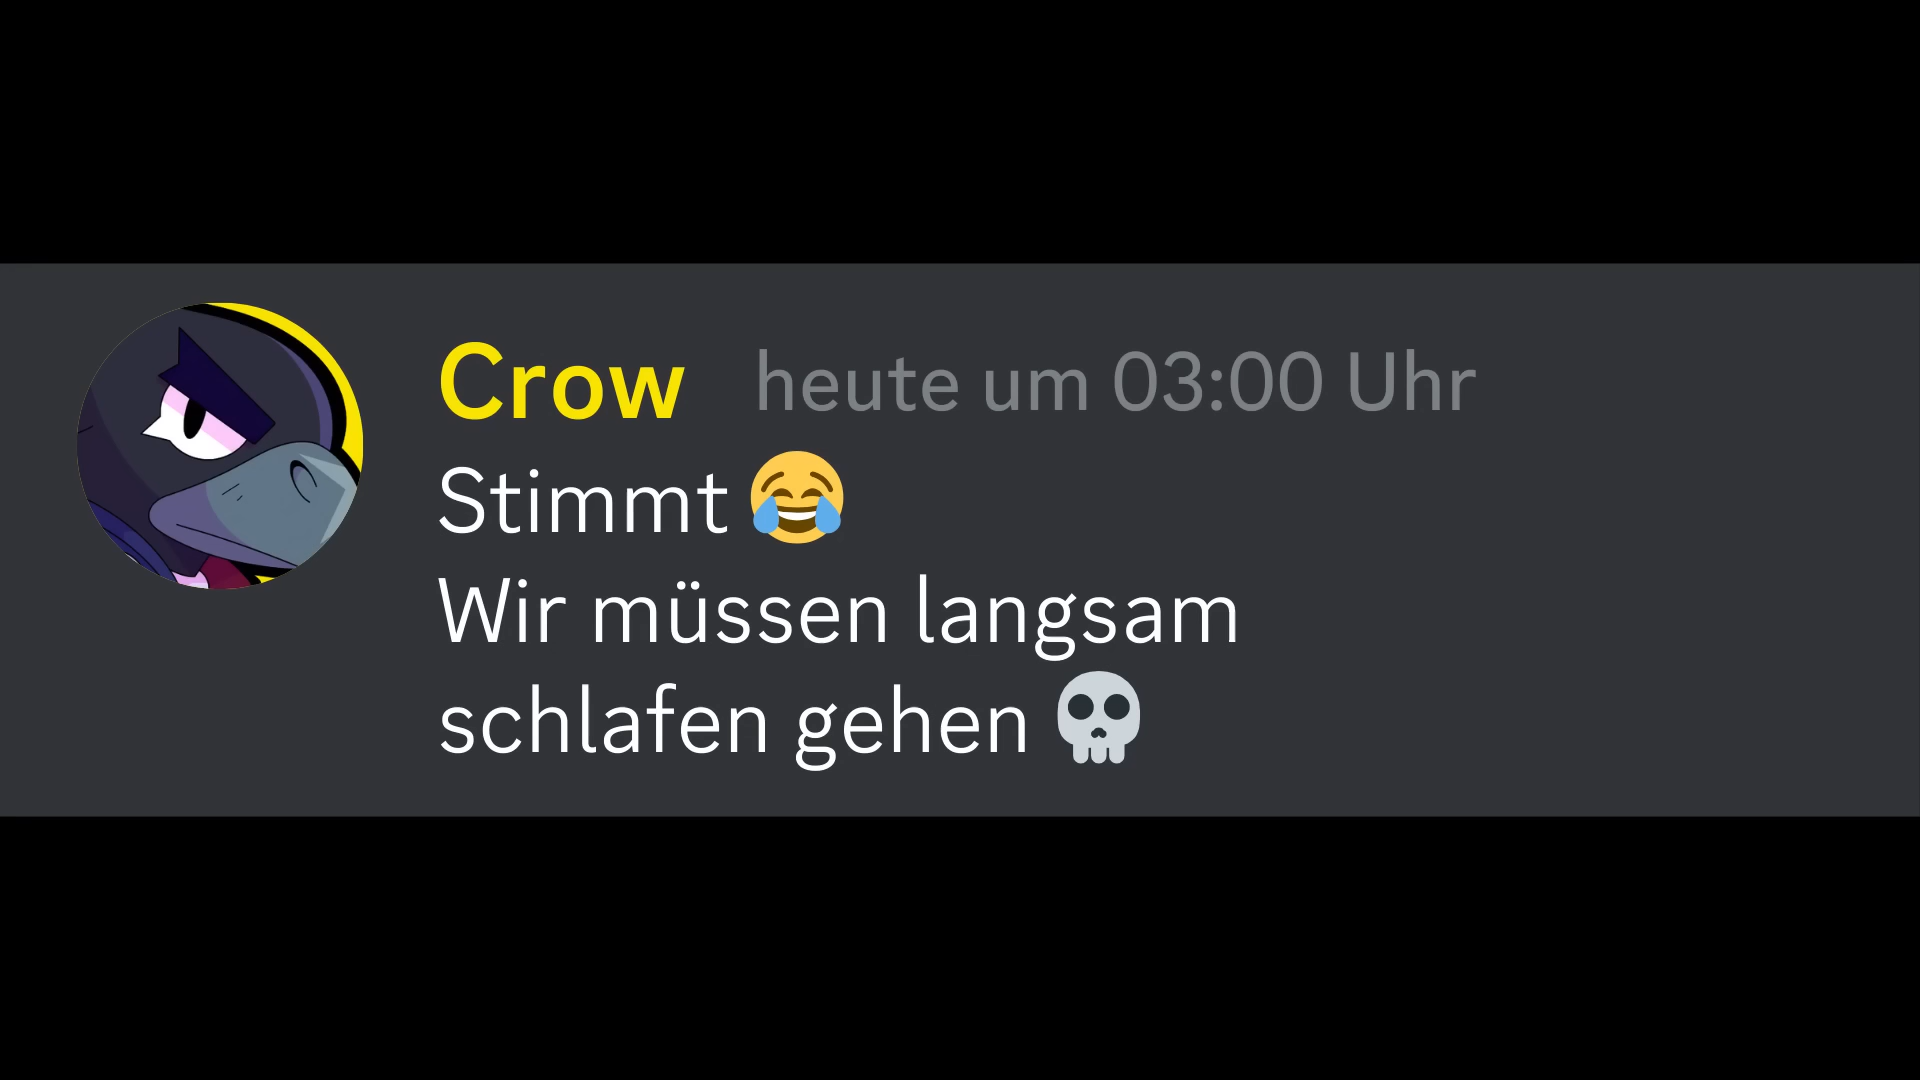 Crow heute um 03:00 Uhr
Stimmt 😂
Wir müssen langsam
schlafen gehen 💀